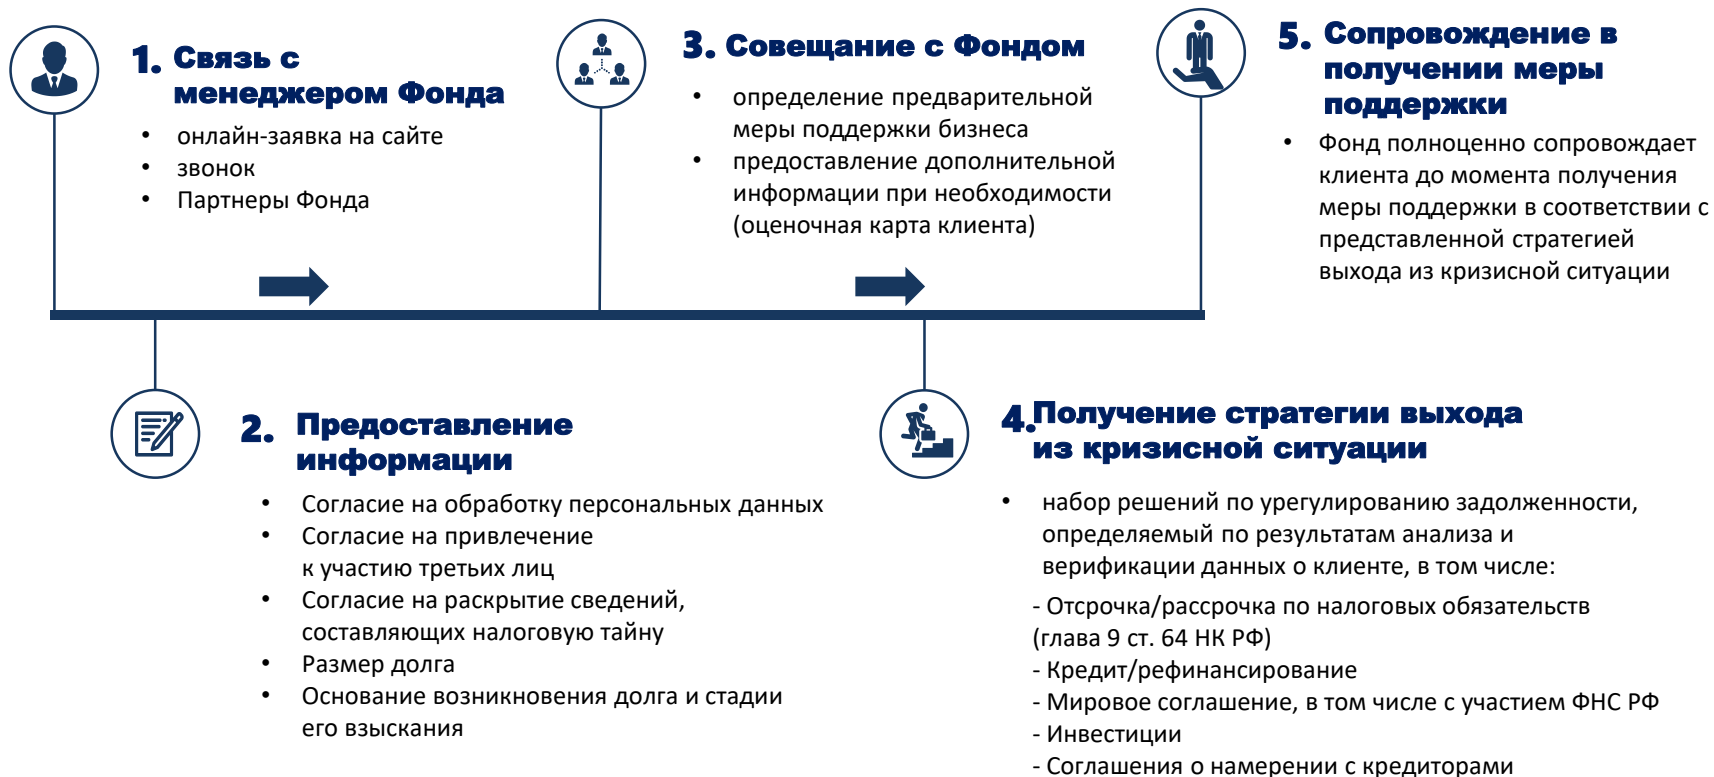 1. Связь с
менеджером Фонда
• онлайн-заявка на сайте
• звонок
• Партнеры Фонда
2. Предоставление
информации
• Согласие на обработку персональных данных
• Согласие на привлечение
к участию третьих лиц
• Согласие на раскрытие сведений,
составляющих налоговую тайну
• Размер долга
• Основание возникновения долга и стадии
его взыскания
3. Совещание с Фондом
• определение предварительной
меры поддержки бизнеса
• предоставление дополнительной
информации при необходимости
(оценочная карта клиента)
4. Получение стратегии выхода
из кризисной ситуации
• набор решений по урегулированию задолженности,
определяемый по результатам анализа и
верификации данных о клиенте, в том числе:
- Отсрочка/рассрочка по налоговых обязательств
(глава 9 ст. 64 НК РФ)
- Кредит/рефинансирование
- Мировое соглашение, в том числе с участием ФНС РФ
- Инвестиции
- Соглашения о намерении с кредиторами
5. Сопровождение в
получении меры
поддержки
• Фонд полноценно сопровождает
клиента до момента получения
меры поддержки в соответствии с
представленной стратегией
выхода из кризисной ситуации